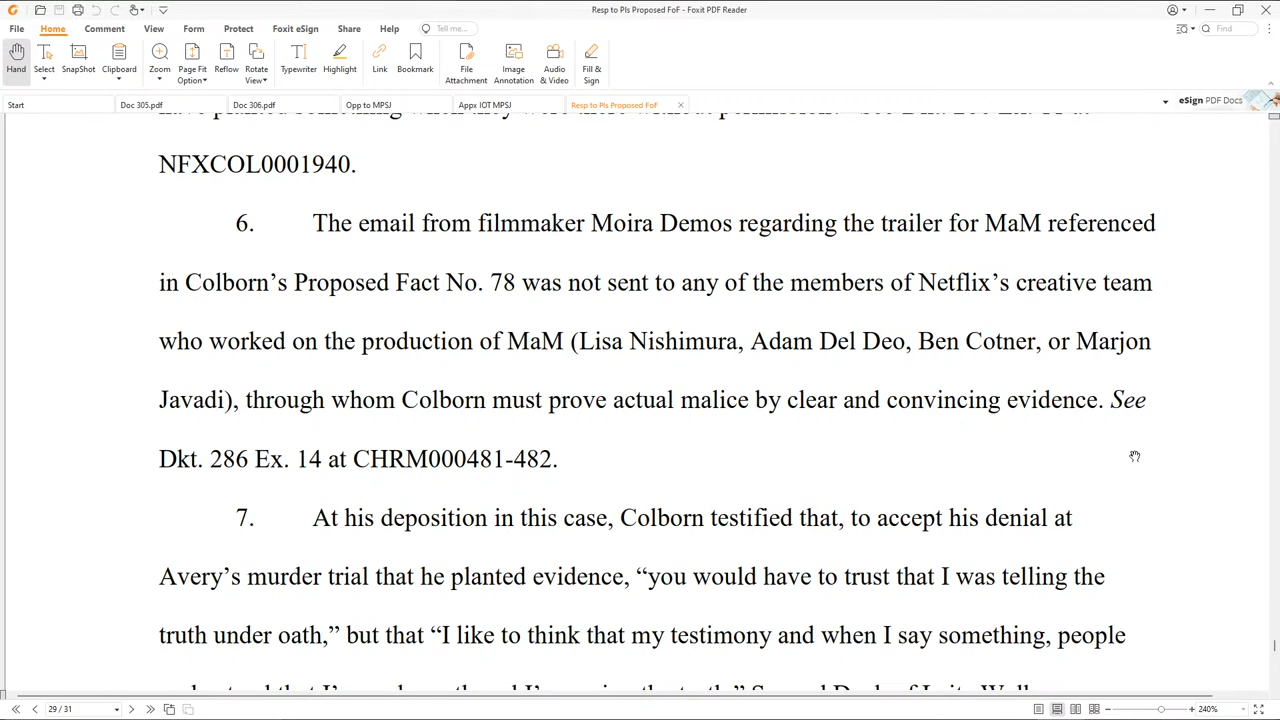 Resp to Pls Proposed FoF - Foxit PDF Reader
File Home Comment View Form Protect Foxit eSign Share Help Tell me... Find
Hand Select SnapShot Clipboard Zoom Page Fit Option Reflow Rotate View Typewriter Highlight Link Bookmark File Attachment Image Annotation Audio & Video Fill & Sign
Start Doc 305.pdf Doc 306.pdf Opp to MPSJ Appx IOT MPSJ Resp to Pls Proposed FoF eSign PDF Docs
NFXCOL0001940.
6. The email from filmmaker Moira Demos regarding the trailer for MaM referenced
in Colborn’s Proposed Fact No. 78 was not sent to any of the members of Netflix’s creative team
who worked on the production of MaM (Lisa Nishimura, Adam Del Deo, Ben Cotner, or Marjon
Javadi), through whom Colborn must prove actual malice by clear and convincing evidence. See
Dkt. 286 Ex. 14 at CHRM000481-482.
7. At his deposition in this case, Colborn testified that, to accept his denial at
Avery’s murder trial that he planted evidence, “you would have to trust that I was telling the
truth under oath,” but that “I like to think that my testimony and when I say something, people
29 / 31 240%